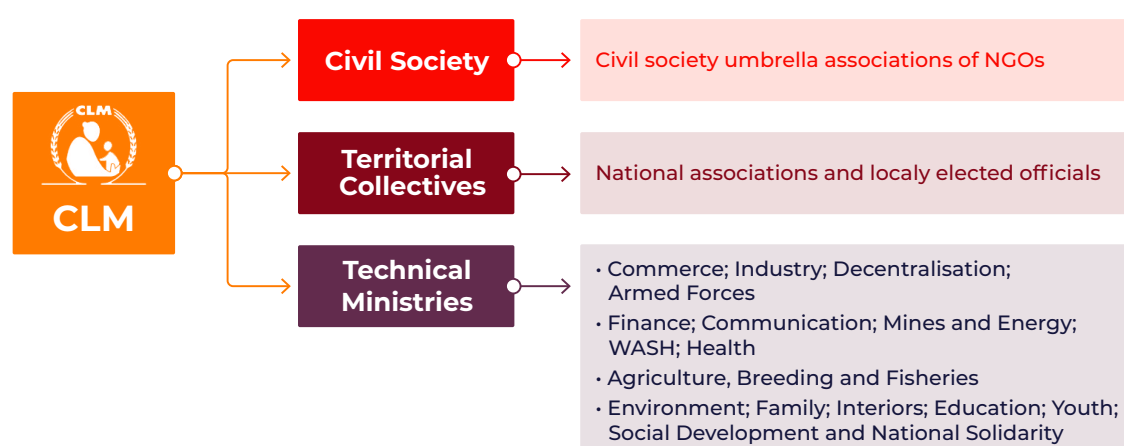 CLM
CLM
Civil Society
Civil society umbrella associations of NGOs
Territorial
Collectives
National associations and localy elected officials
Technical
Ministries
• Commerce; Industry; Decentralisation;
Armed Forces
• Finance; Communication; Mines and Energy;
WASH; Health
• Agriculture, Breeding and Fisheries
• Environment; Family; Interiors; Education; Youth;
Social Development and National Solidarity